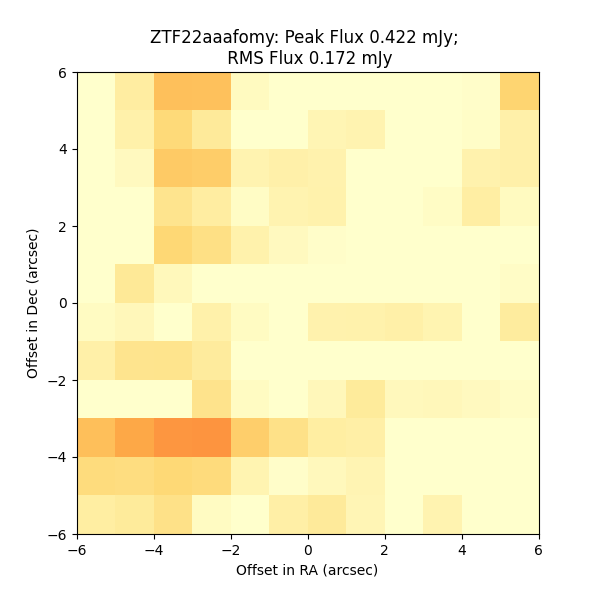 ZTF22aaafomy: Peak Flux 0.422 mJy;
RMS Flux 0.172 mJy
6
4
2
0
−2
−4
−6
Offset in Dec (arcsec)
−6 −4 −2 0 2 4 6
Offset in RA (arcsec)